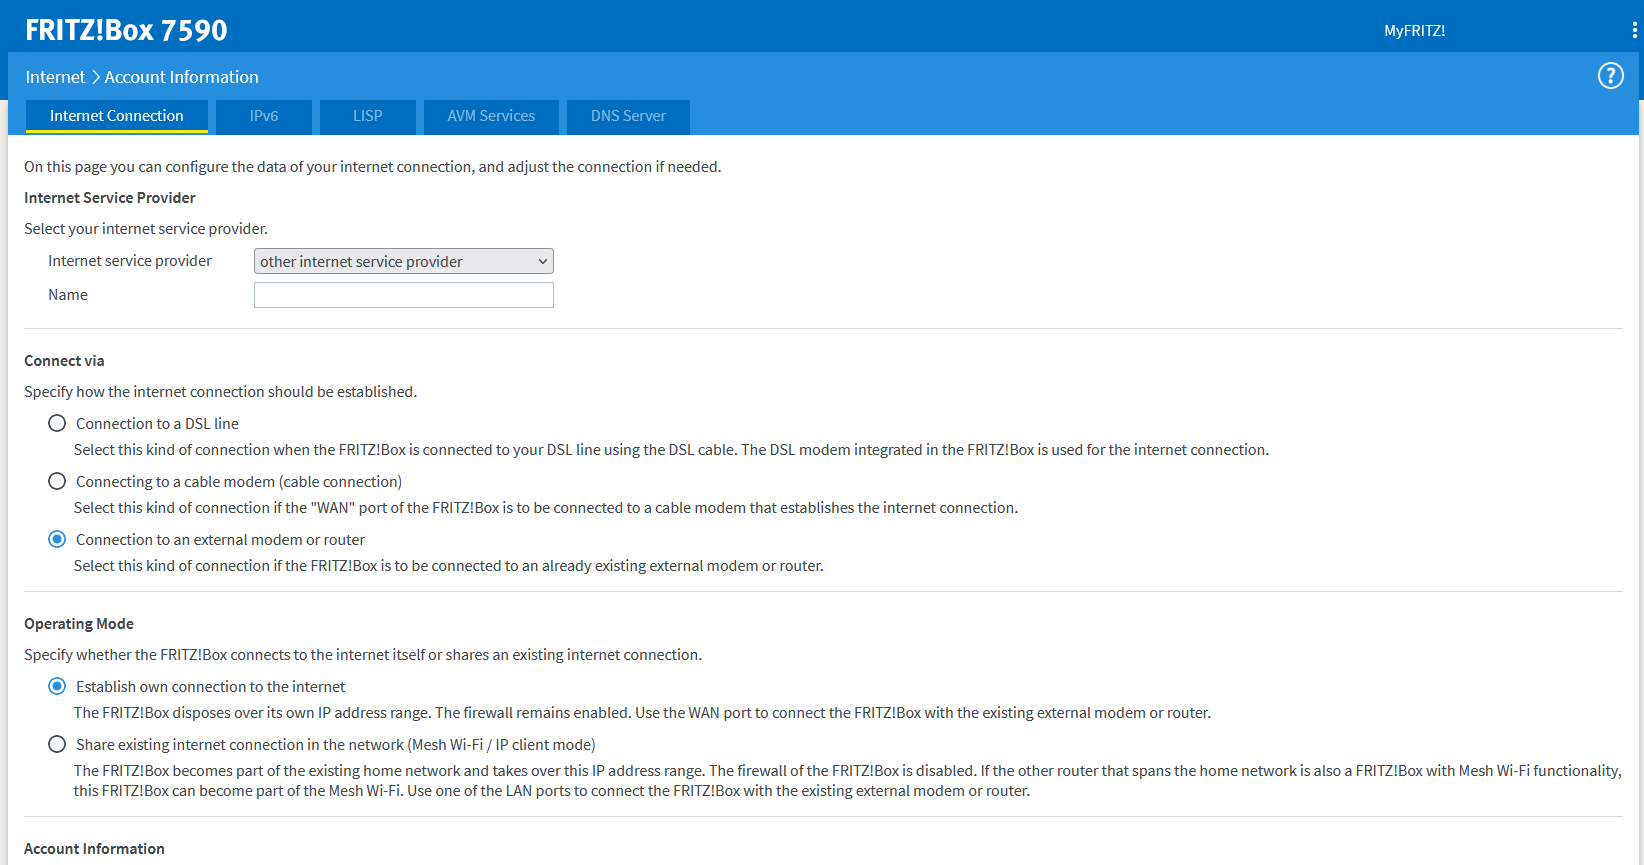 FRITZ!Box 7590
MyFRITZ!
Internet > Account Information
?
Internet Connection
IPv6
LISP
AVM Services
DNS Server
On this page you can configure the data of your internet connection, and adjust the connection if needed.
Internet Service Provider
Select your internet service provider.
Internet service provider
other internet service provider
Name
Connect via
Specify how the internet connection should be established.
Connection to a DSL line
Select this kind of connection when the FRITZ!Box is connected to your DSL line using the DSL cable. The DSL modem integrated in the FRITZ!Box is used for the internet connection.
Connecting to a cable modem (cable connection)
Select this kind of connection if the "WAN" port of the FRITZ!Box is to be connected to a cable modem that establishes the internet connection.
Connection to an external modem or router
Select this kind of connection if the FRITZ!Box is to be connected to an already existing external modem or router.
Operating Mode
Specify whether the FRITZ!Box connects to the internet itself or shares an existing internet connection.
Establish own connection to the internet
The FRITZ!Box disposes over its own IP address range. The firewall remains enabled. Use the WAN port to connect the FRITZ!Box with the existing external modem or router.
Share existing internet connection in the network (Mesh Wi-Fi / IP client mode)
The FRITZ!Box becomes part of the existing home network and takes over this IP address range. The firewall of the FRITZ!Box is disabled. If the other router that spans the home network is also a FRITZ!Box with Mesh Wi-Fi functionality,
this FRITZ!Box can become part of the Mesh Wi-Fi. Use one of the LAN ports to connect the FRITZ!Box with the existing external modem or router.
Account Information